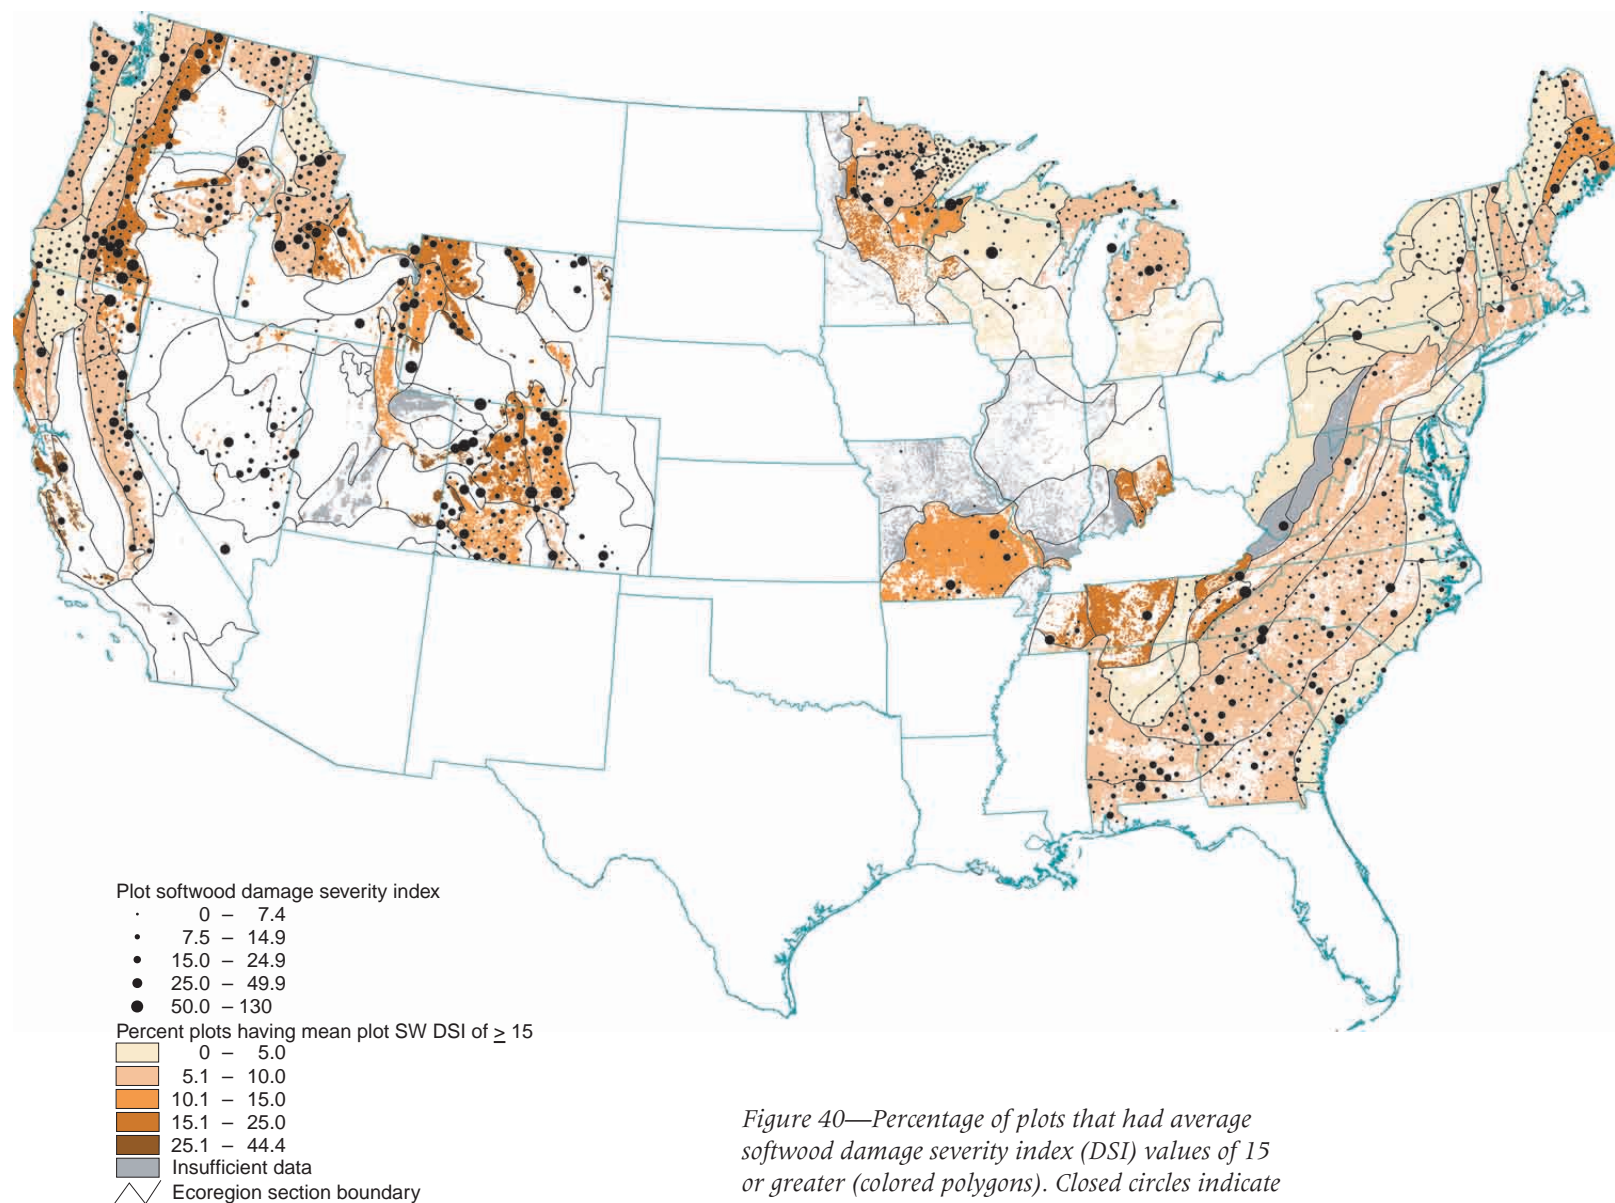 Plot softwood damage severity index
0 – 7.4
7.5 – 14.9
15.0 – 24.9
25.0 – 49.9
50.0 – 130
Percent plots having mean plot SW DSI of ≥ 15
0 – 5.0
5.1 – 10.0
10.1 – 15.0
15.1 – 25.0
25.1 – 44.4
Insufficient data
Ecoregion section boundary
Figure 40—Percentage of plots that had average
softwood damage severity index (DSI) values of 15
or greater (colored polygons). Closed circles indicate